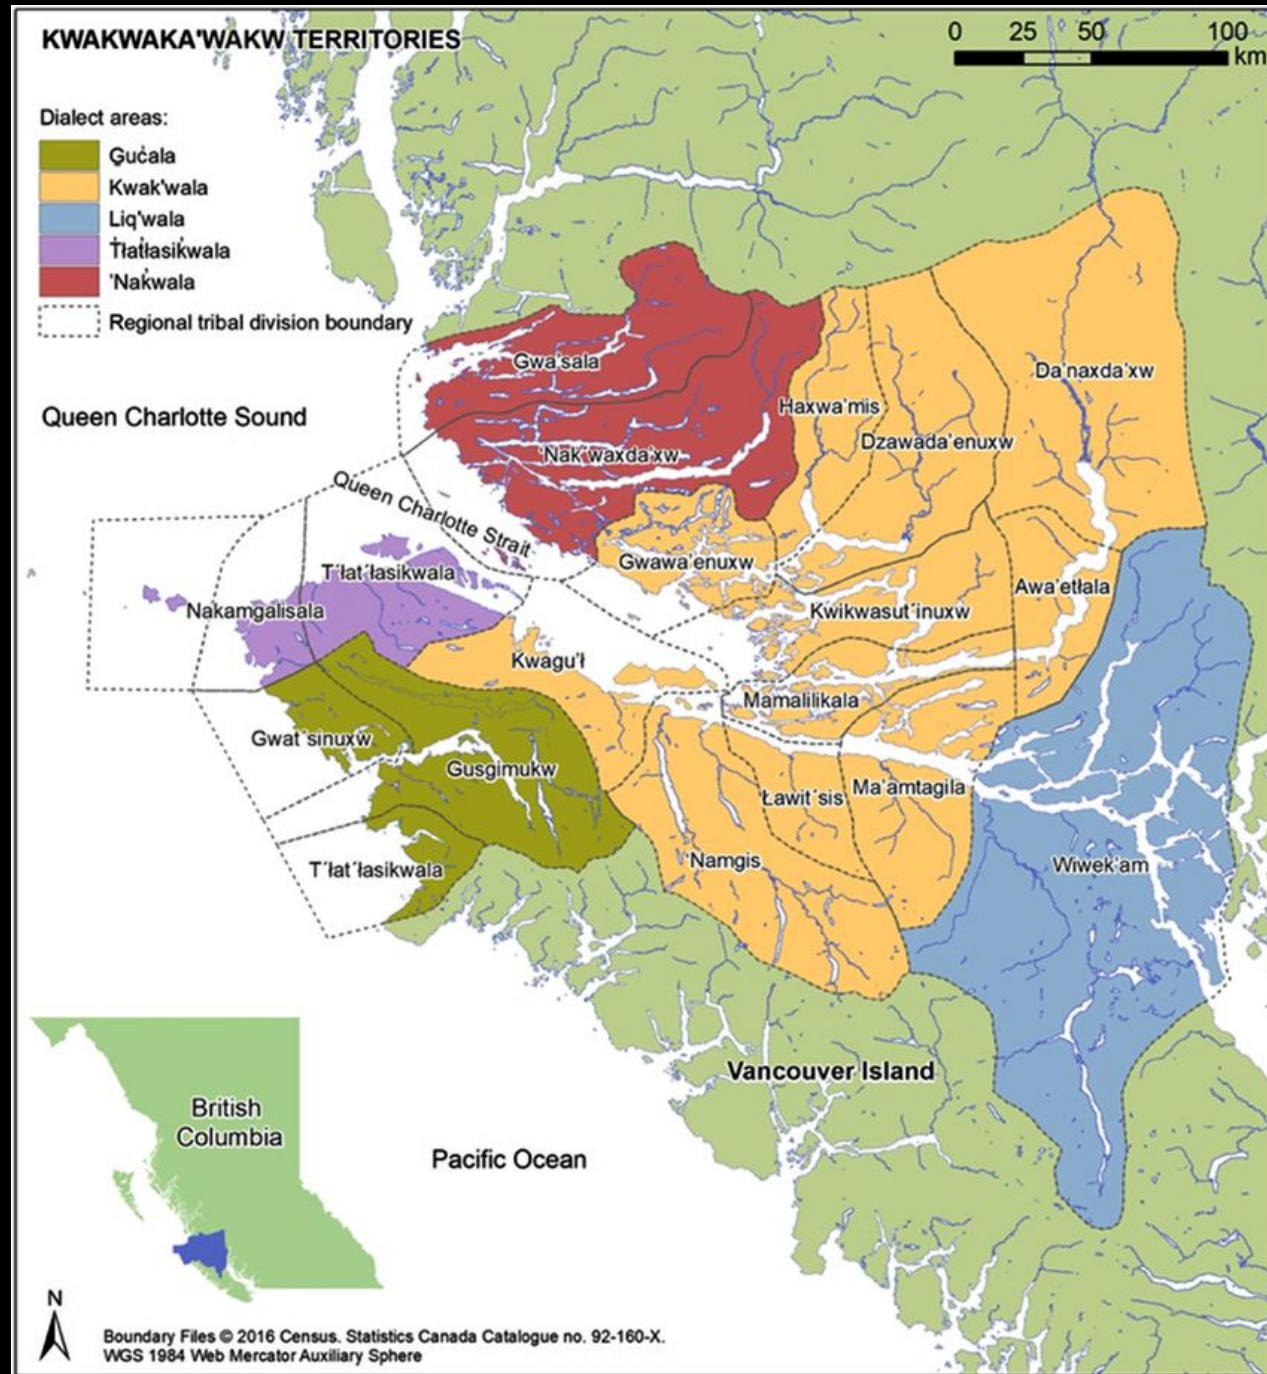 KWAKWAKA'WAKW TERRITORIES
0 25 50 100
km
Dialect areas:
G̱uc̓ala
Kwak'wala
Liq'wala
T̓łat̓łasik̓wala
'Nak̓wala
Regional tribal division boundary
Queen Charlotte Sound
Gwa'sala
Da'naxda'xw
Haxwa'mis
Dzawada'enuxw
'Nak'waxda'xw
Queen Charlotte Strait
Gwawa'enuxw
T'łat'łasikwala
Awa'etłala
Nakamgalisala
Kwikwasut'inuxw
Kwagu'ł
Mamalilikala
Gwat'sinuxw
Gusgimukw
Ławit'sis
Ma'amtagila
'Namgis
Wiwek'am
T'łat'łasikwala
Vancouver Island
British
Columbia
Pacific Ocean
N
Boundary Files © 2016 Census. Statistics Canada Catalogue no. 92-160-X.
WGS 1984 Web Mercator Auxiliary Sphere